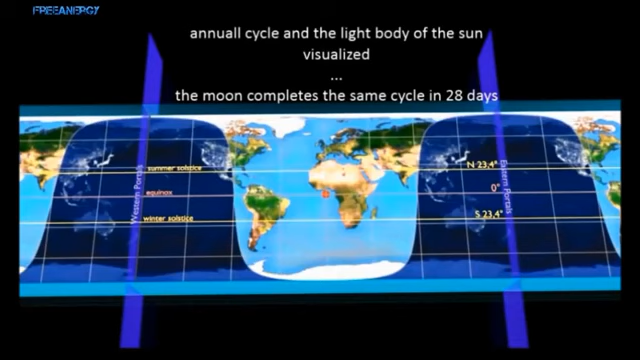 FREEANERGY
annuall cycle and the light body of the sun
visualized
...
the moon completes the same cycle in 28 days
summer solstice
N 23,4°
equinox
0°
winter solstice
S 23,4°
Western Portals
Eastern Portals